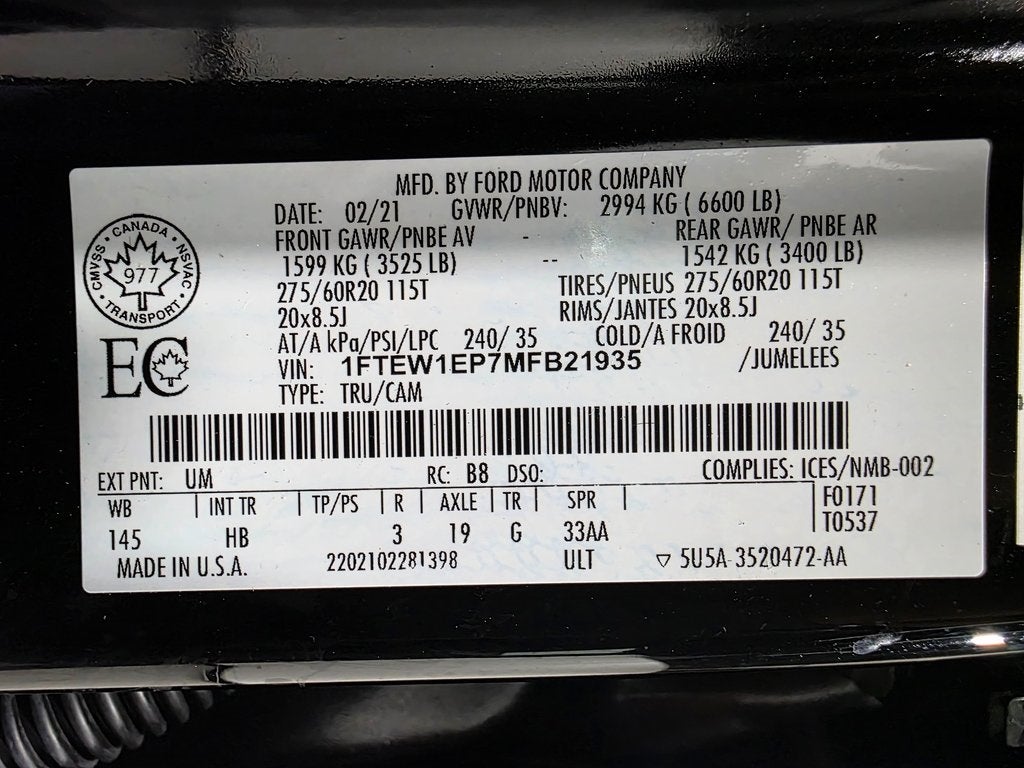 MFD. BY FORD MOTOR COMPANY
DATE: 02/21 GVWR/PNBV: 2994 KG ( 6600 LB)
FRONT GAWR/PNBE AV - REAR GAWR/ PNBE AR
1599 KG ( 3525 LB) -- 1542 KG ( 3400 LB)
275/60R20 115T TIRES/PNEUS 275/60R20 115T
20x8.5J RIMS/JANTES 20x8.5J
AT/A kPa/PSI/LPC 240/ 35 COLD/A FROID 240/ 35
VIN: 1FTEW1EP7MFB21935 /JUMELEES
TYPE: TRU/CAM
CANADA
CMVSS 977 NSVAC
TRANSPORT
EC
EXT PNT: UM RC: B8 DSO: COMPLIES: ICES/NMB-002
WB | INT TR | TP/PS | R | AXLE | TR | SPR | F0171
145 HB 3 19 G 33AA T0537
MADE IN U.S.A. 2202102281398 ULT ▽ 5U5A-3520472-AA